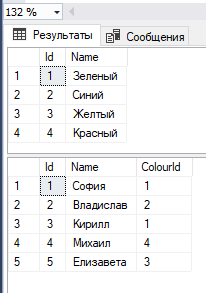 132 %
Результаты Сообщения
Id Name
1 1 Зеленый
2 2 Синий
3 3 Желтый
4 4 Красный
Id Name ColourId
1 1 София 1
2 2 Владислав 2
3 3 Кирилл 1
4 4 Михаил 4
5 5 Елизавета 3